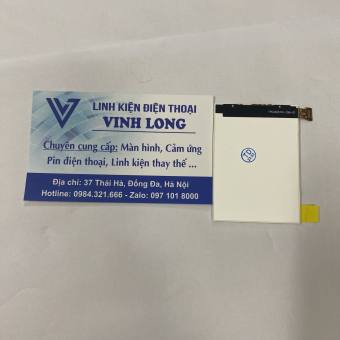 LINH KIỆN ĐIỆN THOẠI
VINH LONG
Chuyên cung cấp: Màn hình, Cảm ứng
Pin điện thoại, Linh kiện thay thế ...
Địa chỉ: 37 Thái Hà, Đống Đa, Hà Nội
Hotline: 0984.321.666 - Zalo: 097 101 8000